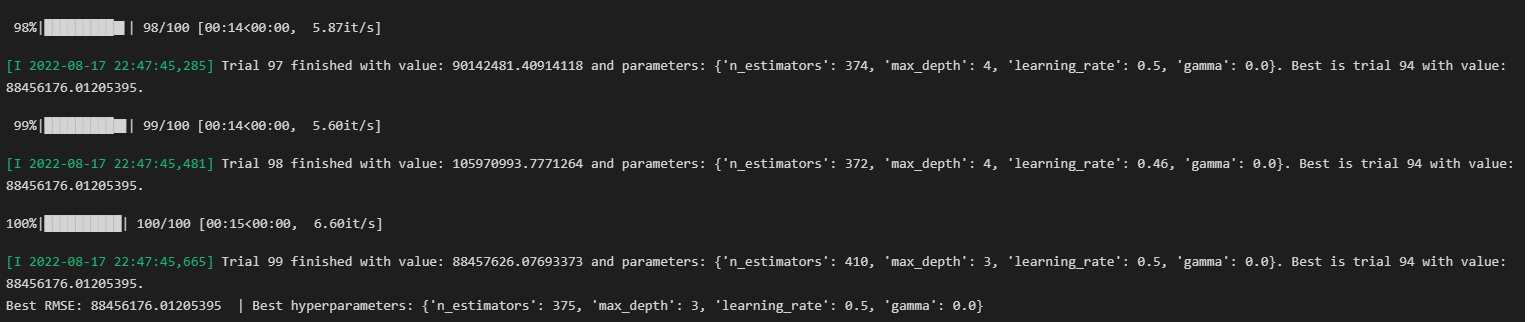 98%|█████████▊| 98/100 [00:14<00:00,  5.87it/s]
[I 2022-08-17 22:47:45,285] Trial 97 finished with value: 90142481.40914118 and parameters: {'n_estimators': 374, 'max_depth': 4, 'learning_rate': 0.5, 'gamma': 0.0}. Best is trial 94 with value:
88456176.01205395.
99%|█████████▉| 99/100 [00:14<00:00,  5.60it/s]
[I 2022-08-17 22:47:45,481] Trial 98 finished with value: 105970993.7771264 and parameters: {'n_estimators': 372, 'max_depth': 4, 'learning_rate': 0.46, 'gamma': 0.0}. Best is trial 94 with value:
88456176.01205395.
100%|██████████| 100/100 [00:15<00:00,  6.60it/s]
[I 2022-08-17 22:47:45,665] Trial 99 finished with value: 88457626.07693373 and parameters: {'n_estimators': 410, 'max_depth': 3, 'learning_rate': 0.5, 'gamma': 0.0}. Best is trial 94 with value:
88456176.01205395.
Best RMSE: 88456176.01205395  | Best hyperparameters: {'n_estimators': 375, 'max_depth': 3, 'learning_rate': 0.5, 'gamma': 0.0}